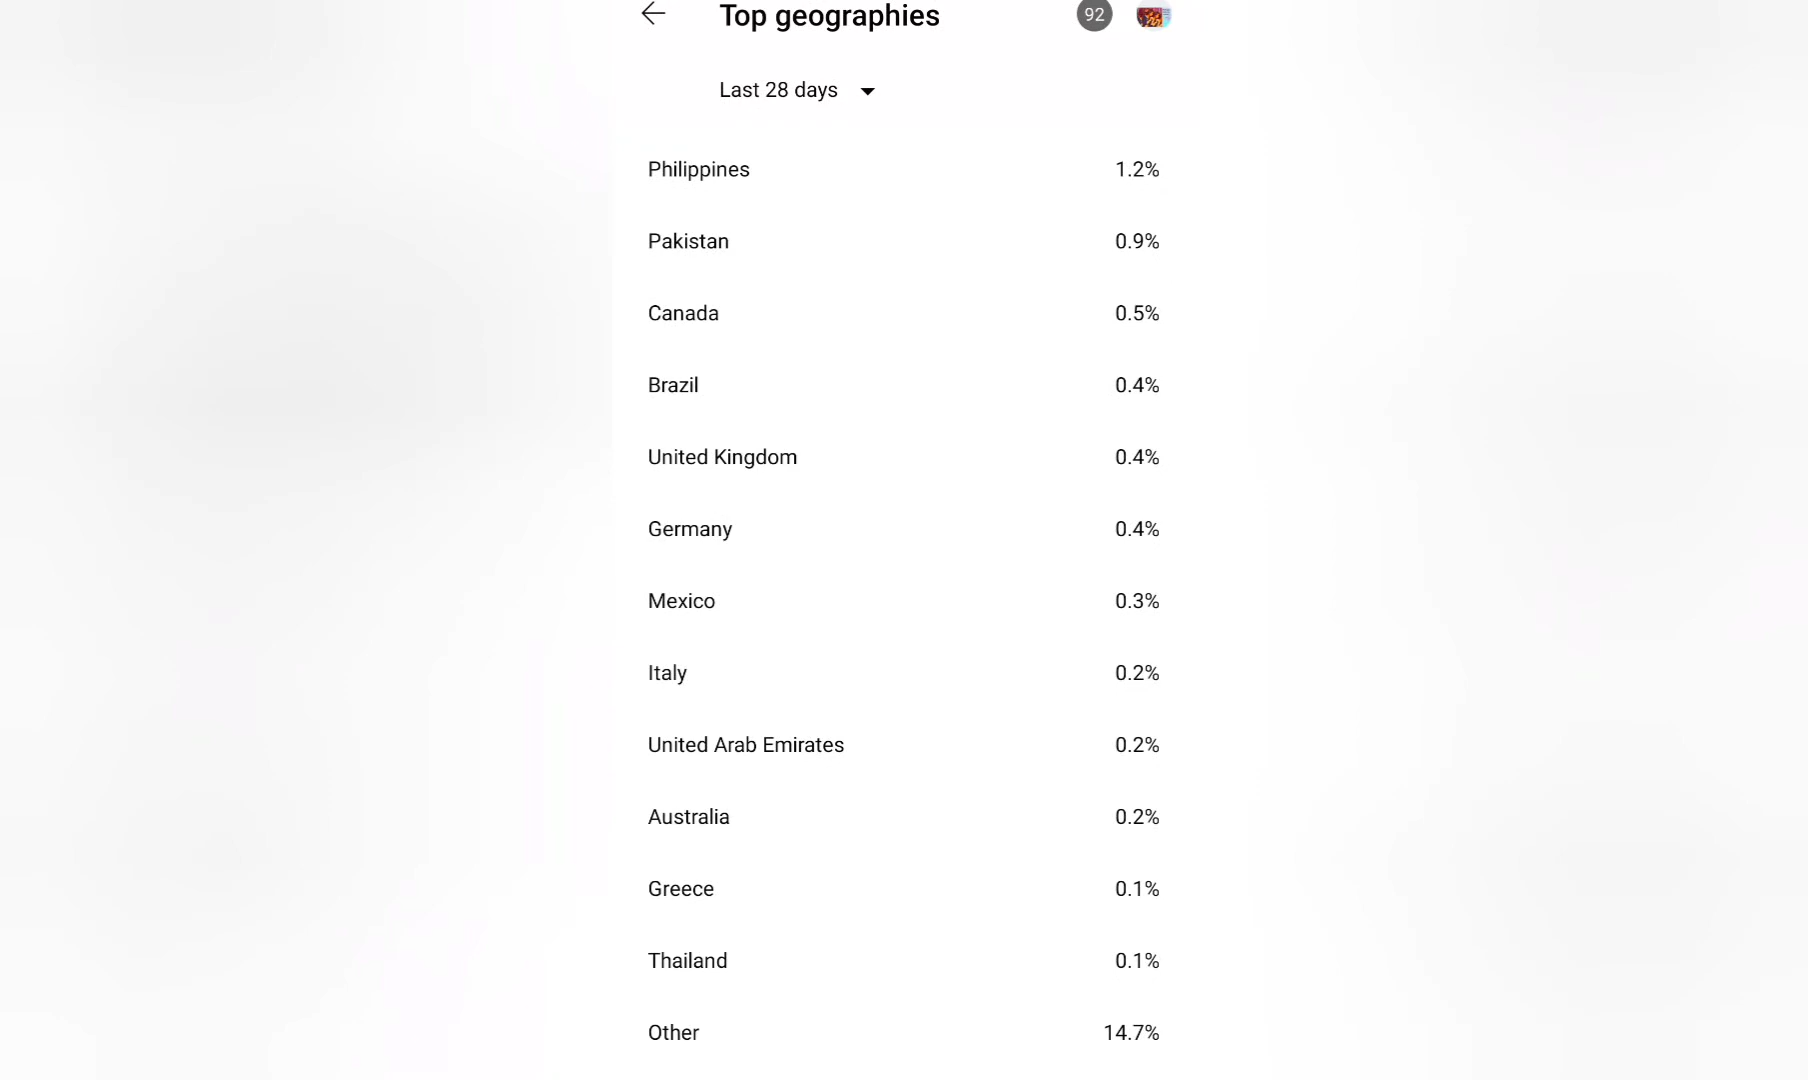 Top geographies 92
Last 28 days
Philippines 1.2%
Pakistan 0.9%
Canada 0.5%
Brazil 0.4%
United Kingdom 0.4%
Germany 0.4%
Mexico 0.3%
Italy 0.2%
United Arab Emirates 0.2%
Australia 0.2%
Greece 0.1%
Thailand 0.1%
Other 14.7%